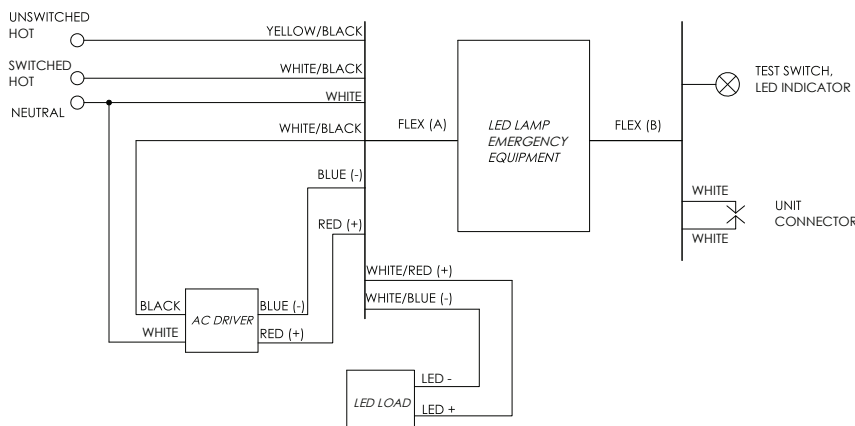 UNSWITCHED
HOT
YELLOW/BLACK
SWITCHED
HOT
WHITE/BLACK
NEUTRAL
WHITE
WHITE/BLACK
FLEX (A)
LED LAMP
EMERGENCY
EQUIPMENT
FLEX (B)
TEST SWITCH,
LED INDICATOR
BLUE (-)
RED (+)
WHITE
UNIT
CONNECTOR
WHITE
WHITE/RED (+)
WHITE/BLUE (-)
BLACK
AC DRIVER
BLUE (-)
WHITE
RED (+)
LED LOAD
LED -
LED +